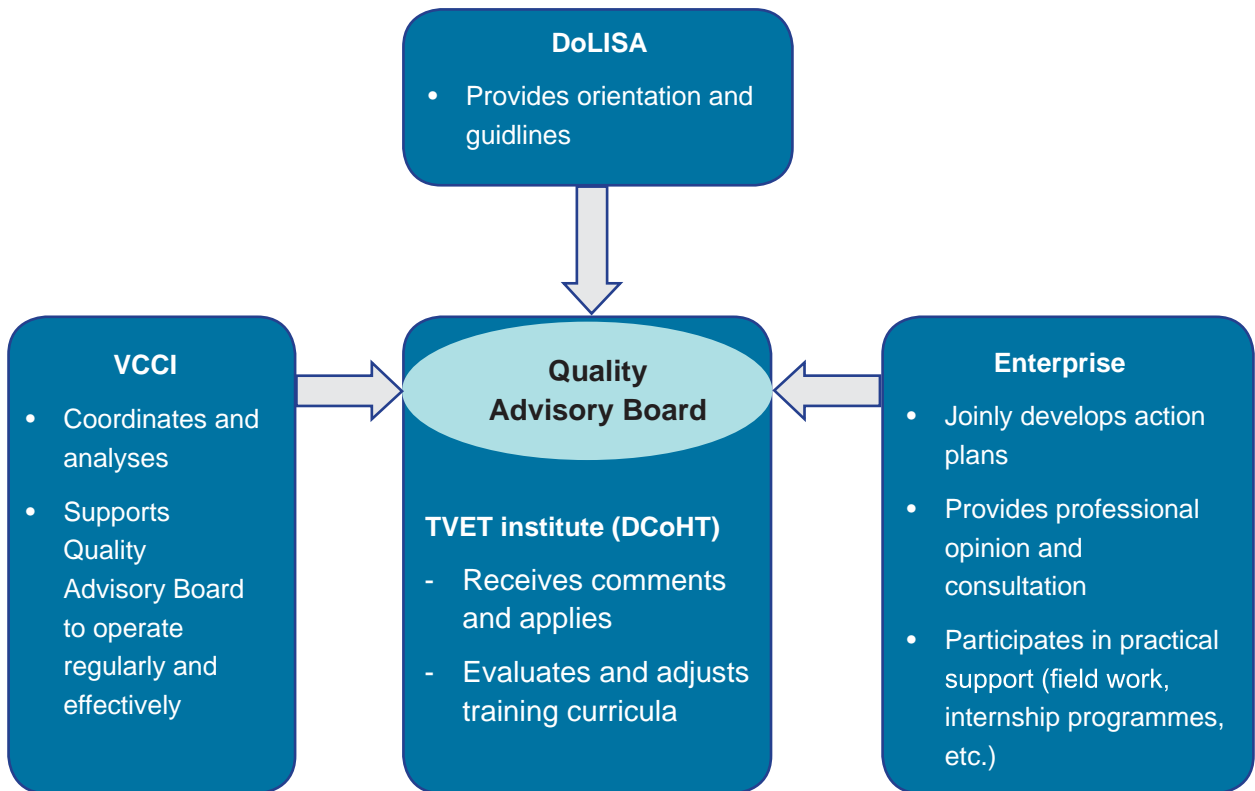 DoLISA
• Provides orientation and
guidlines
VCCI
• Coordinates and
analyses
• Supports
Quality
Advisory Board
to operate
regularly and
effectively
Quality
Advisory Board
TVET institute (DCoHT)
- Receives comments
and applies
- Evaluates and adjusts
training curricula
Enterprise
• Joinly develops action
plans
• Provides professional
opinion and
consultation
• Participates in practical
support (field work,
internship programmes,
etc.)